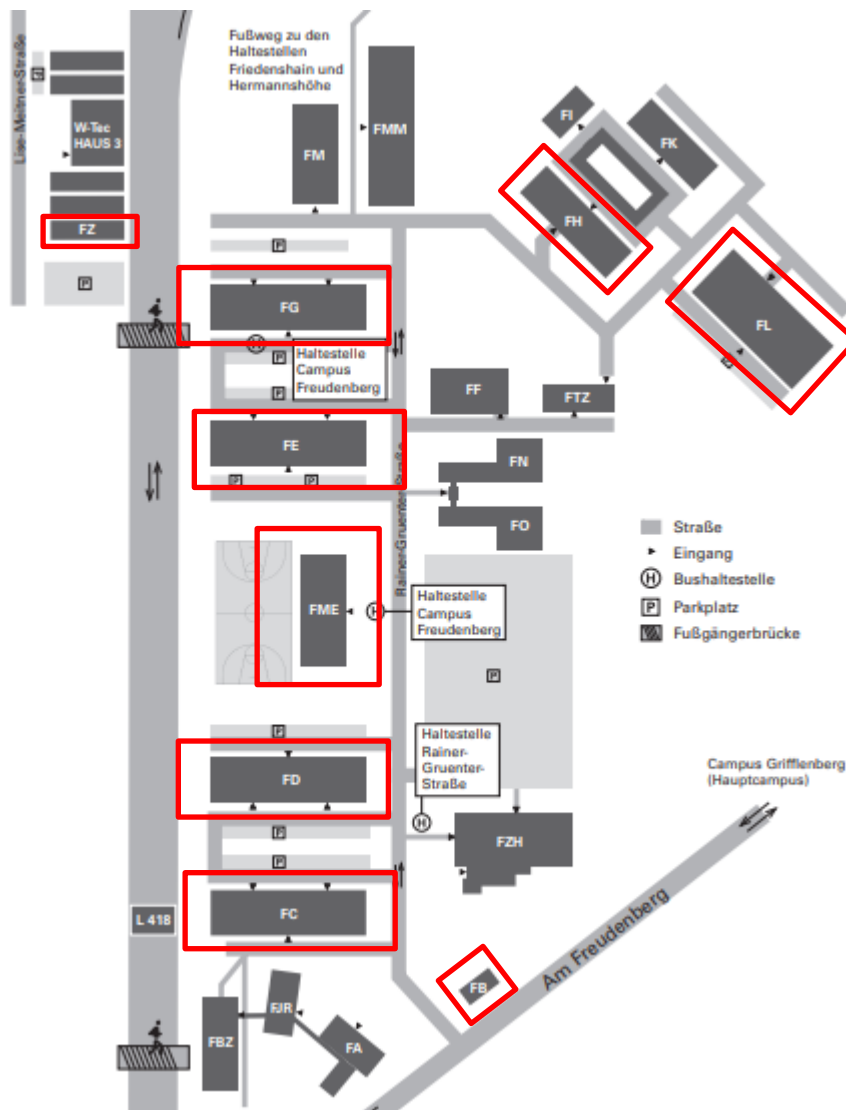 Fußweg zu den
Haltestellen
Friedenshain und
Hermannshöhe
Lise-Meitner-Straße
P
W-Tec
HAUS 3
FZ
P
FM
FMM
FI
FK
FH
FL
P
P
FG
H
P
Haltestelle
Campus
Freudenberg
P
FF
FTZ
FE
P
P
FN
FO
Rainer-Gruenter-Straße
Straße
Eingang
H
Bushaltestelle
P
Parkplatz
Fußgängerbrücke
FME
H
Haltestelle
Campus
Freudenberg
P
P
FD
Haltestelle
Rainer-
Gruenter-
Straße
H
Campus Grifflenberg
(Hauptcampus)
P
P
FZH
FC
L 418
FB
Am Freudenberg
FJR
FBZ
FA